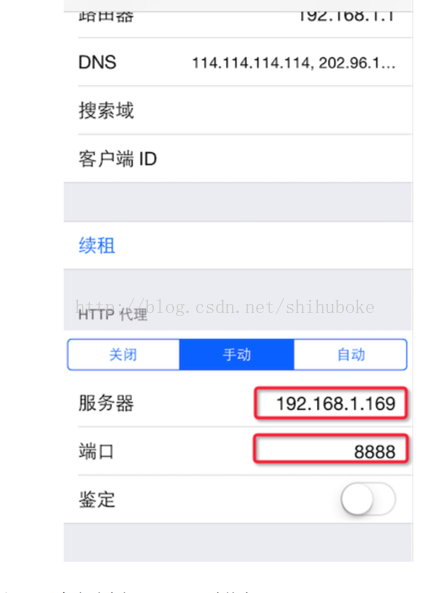 路由器 192.168.1.1
DNS 114.114.114.114, 202.96.1...
搜索域
客户端 ID
续租
http://blog.csdn.net/shihuboke
HTTP 代理
关闭 手动 自动
服务器 192.168.1.169
端口 8888
鉴定